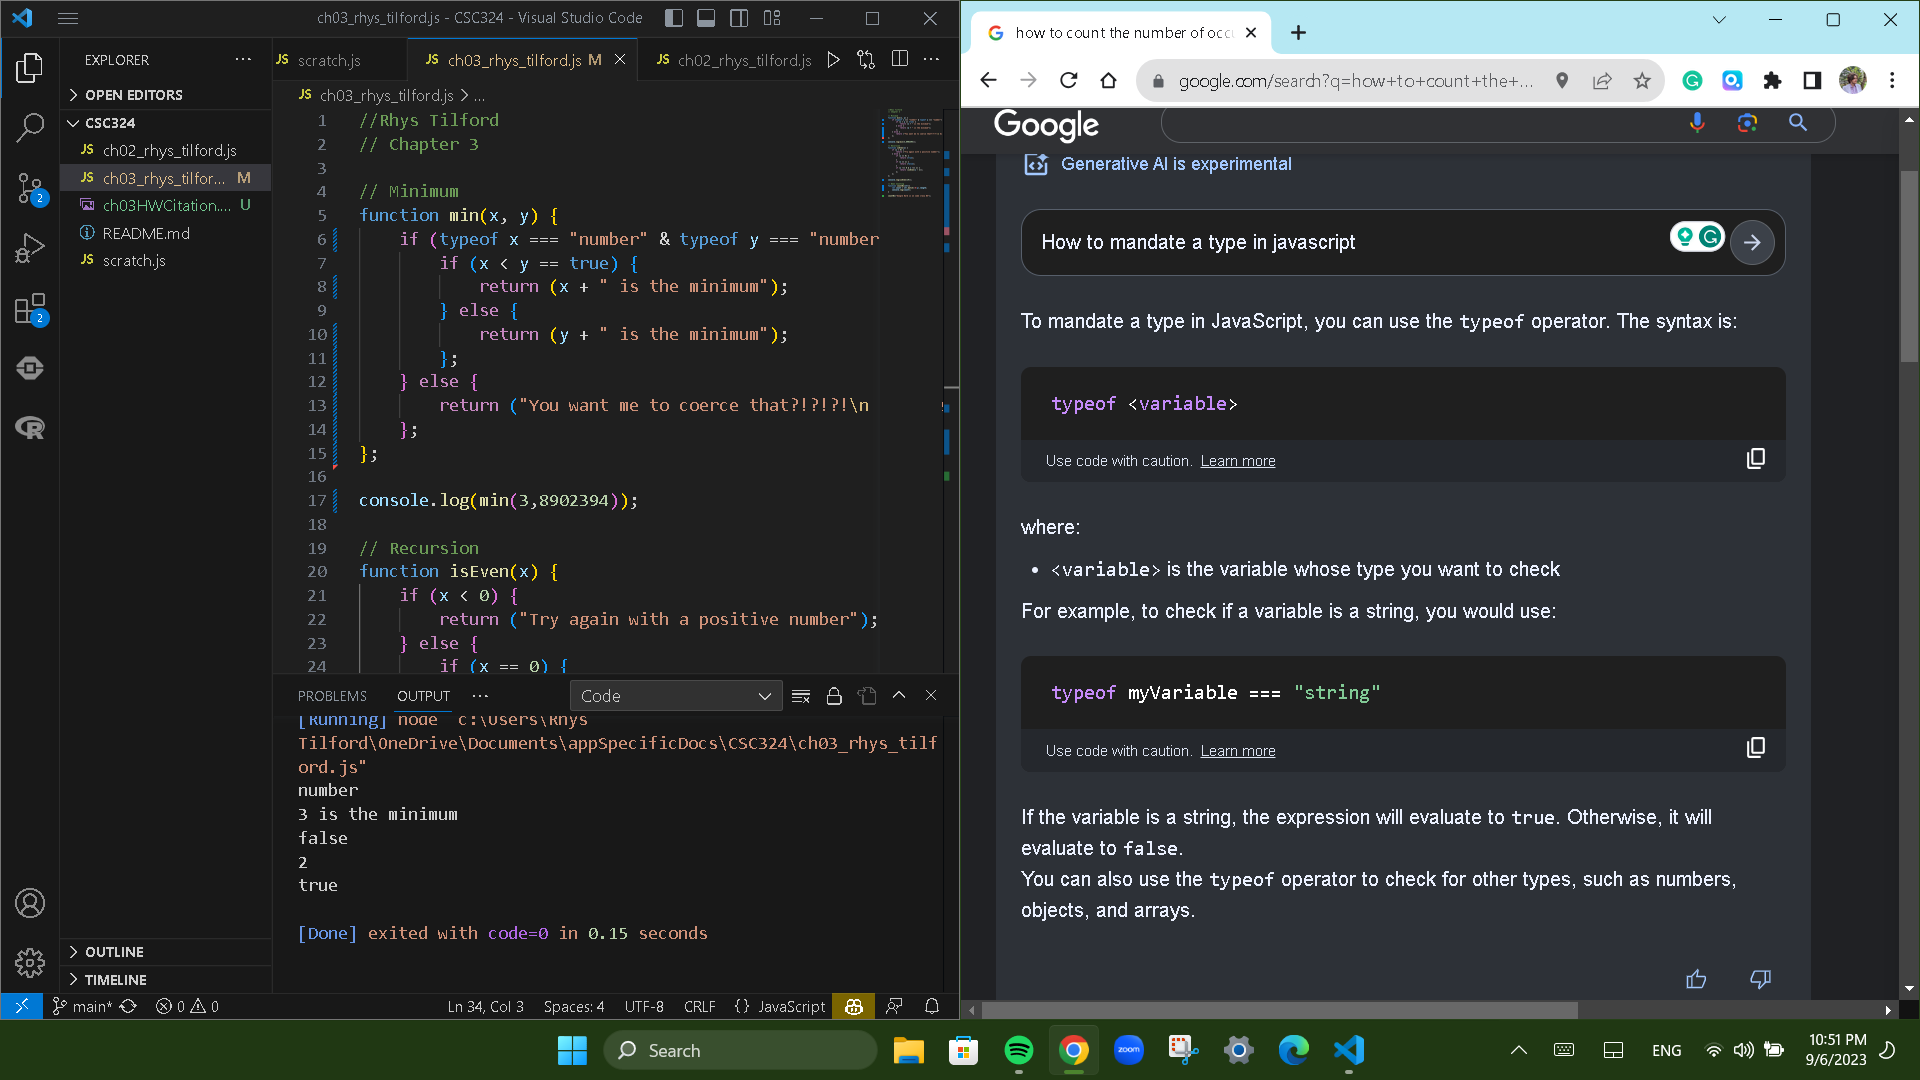 ch03_rhys_tilford.js - CSC324 - Visual Studio Code
EXPLORER
OPEN EDITORS
CSC324
JS ch02_rhys_tilford.js
JS ch03_rhys_tilfor... M
ch03HWCitation.... U
README.md
JS scratch.js
OUTLINE
TIMELINE
2
2
JS scratch.js
JS ch03_rhys_tilford.js M
JS ch02_rhys_tilford.js
JS ch03_rhys_tilford.js > ...
1 //Rhys Tilford
2 // Chapter 3
3
4 // Minimum
5 function min(x, y) {
6 if (typeof x === "number" & typeof y === "number
7 if (x < y == true) {
8 return (x + " is the minimum");
9 } else {
10 return (y + " is the minimum");
11 };
12 } else {
13 return ("You want me to coerce that?!?!?!\n
14 };
15 };
16
17 console.log(min(3,8902394));
18
19 // Recursion
20 function isEven(x) {
21 if (x < 0) {
22 return ("Try again with a positive number");
23 } else {
24 if (x == 0) {
PROBLEMS OUTPUT ... Code
[Running] node "c:\Users\Rhys
Tilford\OneDrive\Documents\appSpecificDocs\CSC324\ch03_rhys_tilf
ord.js"
number
3 is the minimum
false
2
true
[Done] exited with code=0 in 0.15 seconds
main* 0 0 Ln 34, Col 3 Spaces: 4 UTF-8 CRLF {} JavaScript
how to count the number of occ
google.com/search?q=how+to+count+the+...
Google
Generative AI is experimental
How to mandate a type in javascript
To mandate a type in JavaScript, you can use the typeof operator. The syntax is:
typeof <variable>
Use code with caution. Learn more
where:
• <variable> is the variable whose type you want to check
For example, to check if a variable is a string, you would use:
typeof myVariable === "string"
Use code with caution. Learn more
If the variable is a string, the expression will evaluate to true. Otherwise, it will
evaluate to false.
You can also use the typeof operator to check for other types, such as numbers,
objects, and arrays.
Search
zoom
ENG
10:51 PM
9/6/2023